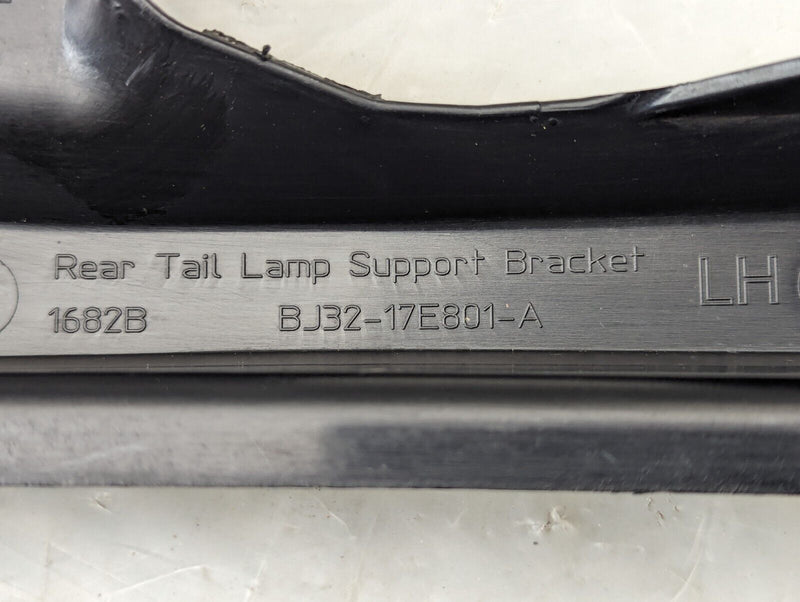 Rear Tail Lamp Support Bracket
LH
1682B BJ32-17E801-A